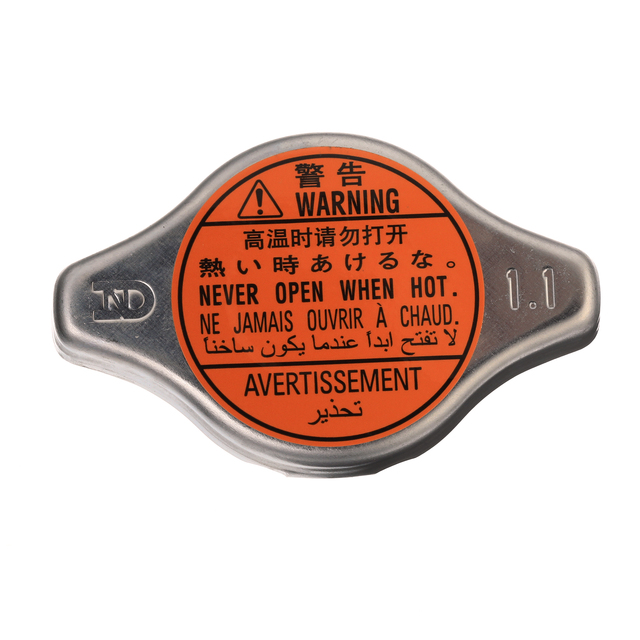 警告
WARNING
高温时请勿打开
熱い時あけるな。
NEVER OPEN WHEN HOT.
NE JAMAIS OUVRIR À CHAUD.
لا تفتح ابداً عندما يكون ساخناً
AVERTISSEMENT
تحذير
ND
1.1